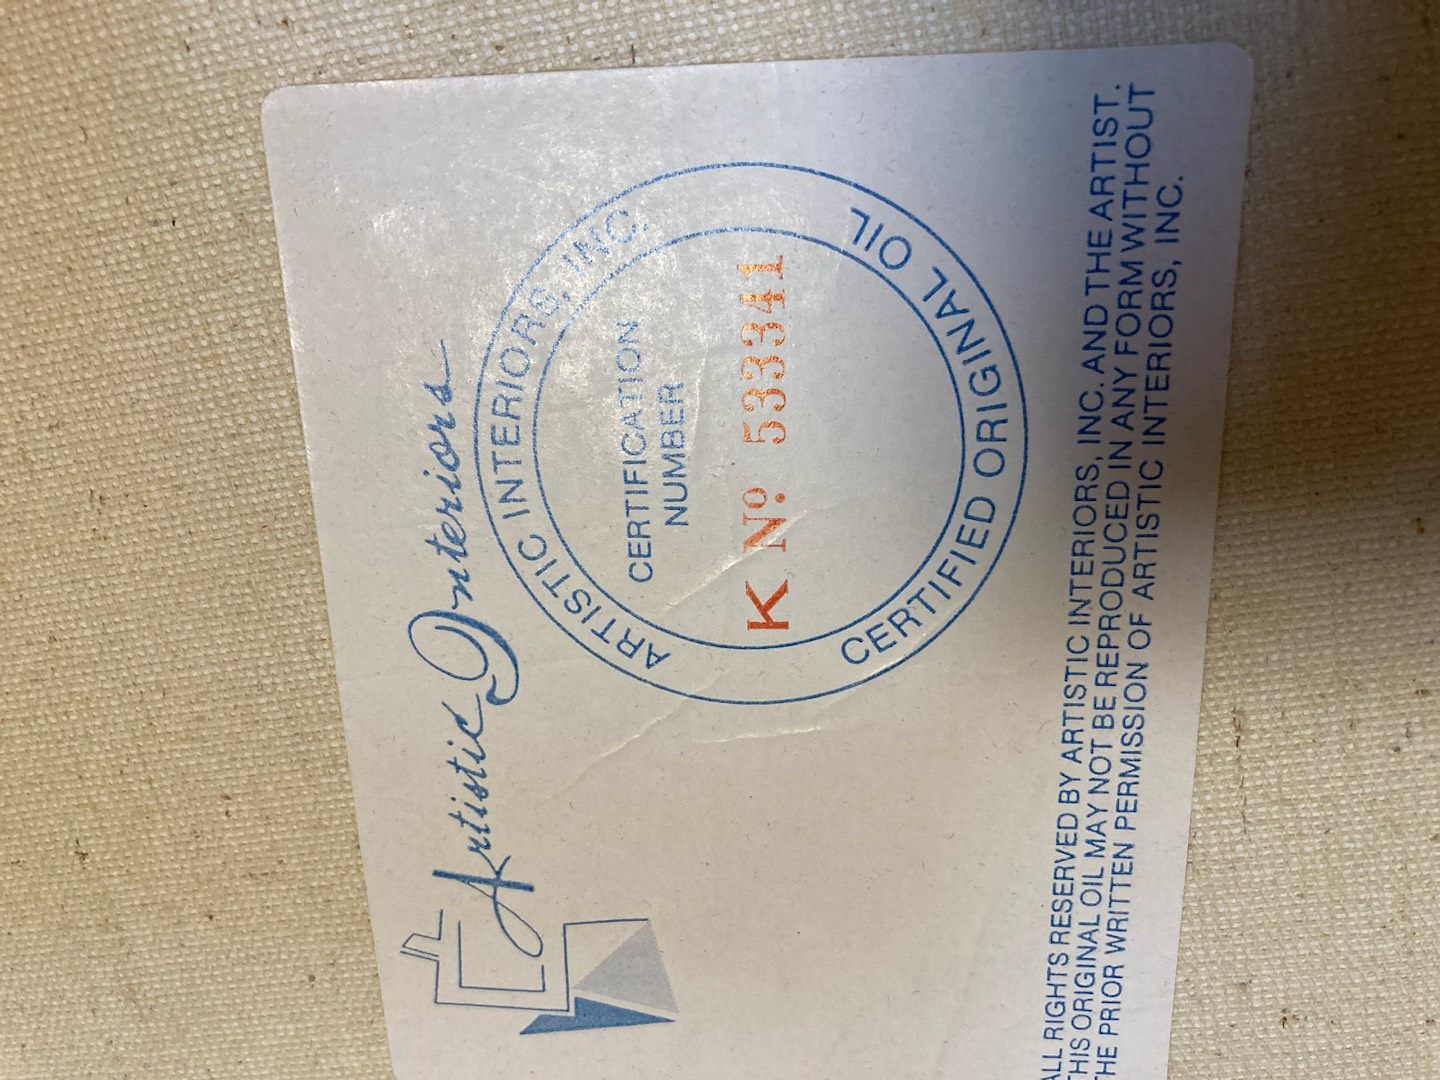 Artistic Interiors
ARTISTIC INTERIORS, INC.
CERTIFICATION
NUMBER
K Nº 53341
CERTIFIED ORIGINAL OIL
ALL RIGHTS RESERVED BY ARTISTIC INTERIORS, INC. AND THE ARTIST.
THIS ORIGINAL OIL MAY NOT BE REPRODUCED IN ANY FORM WITHOUT
THE PRIOR WRITTEN PERMISSION OF ARTISTIC INTERIORS, INC.